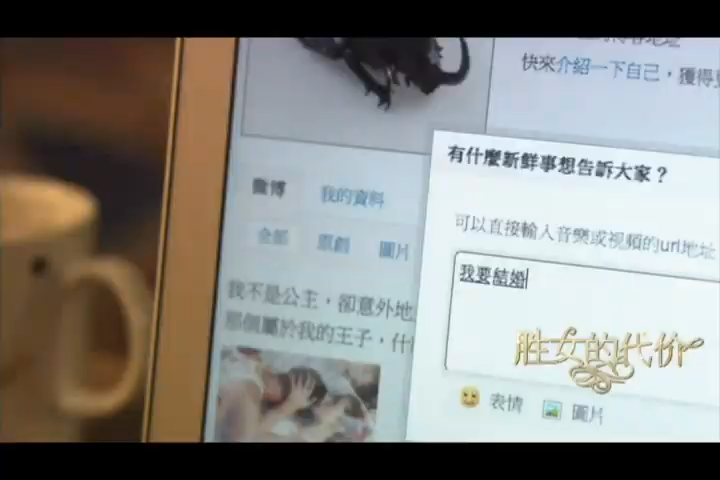 快來介紹一下自己，獲得
有什麼新鮮事想告訴大家？
微博 我的資料
可以直接輸入音樂或視頻的url地址
全部 原創 圖片
我要結婚
我不是公主，卻意外地
那個屬於我的王子，什
胜女的代价
表情 圖片